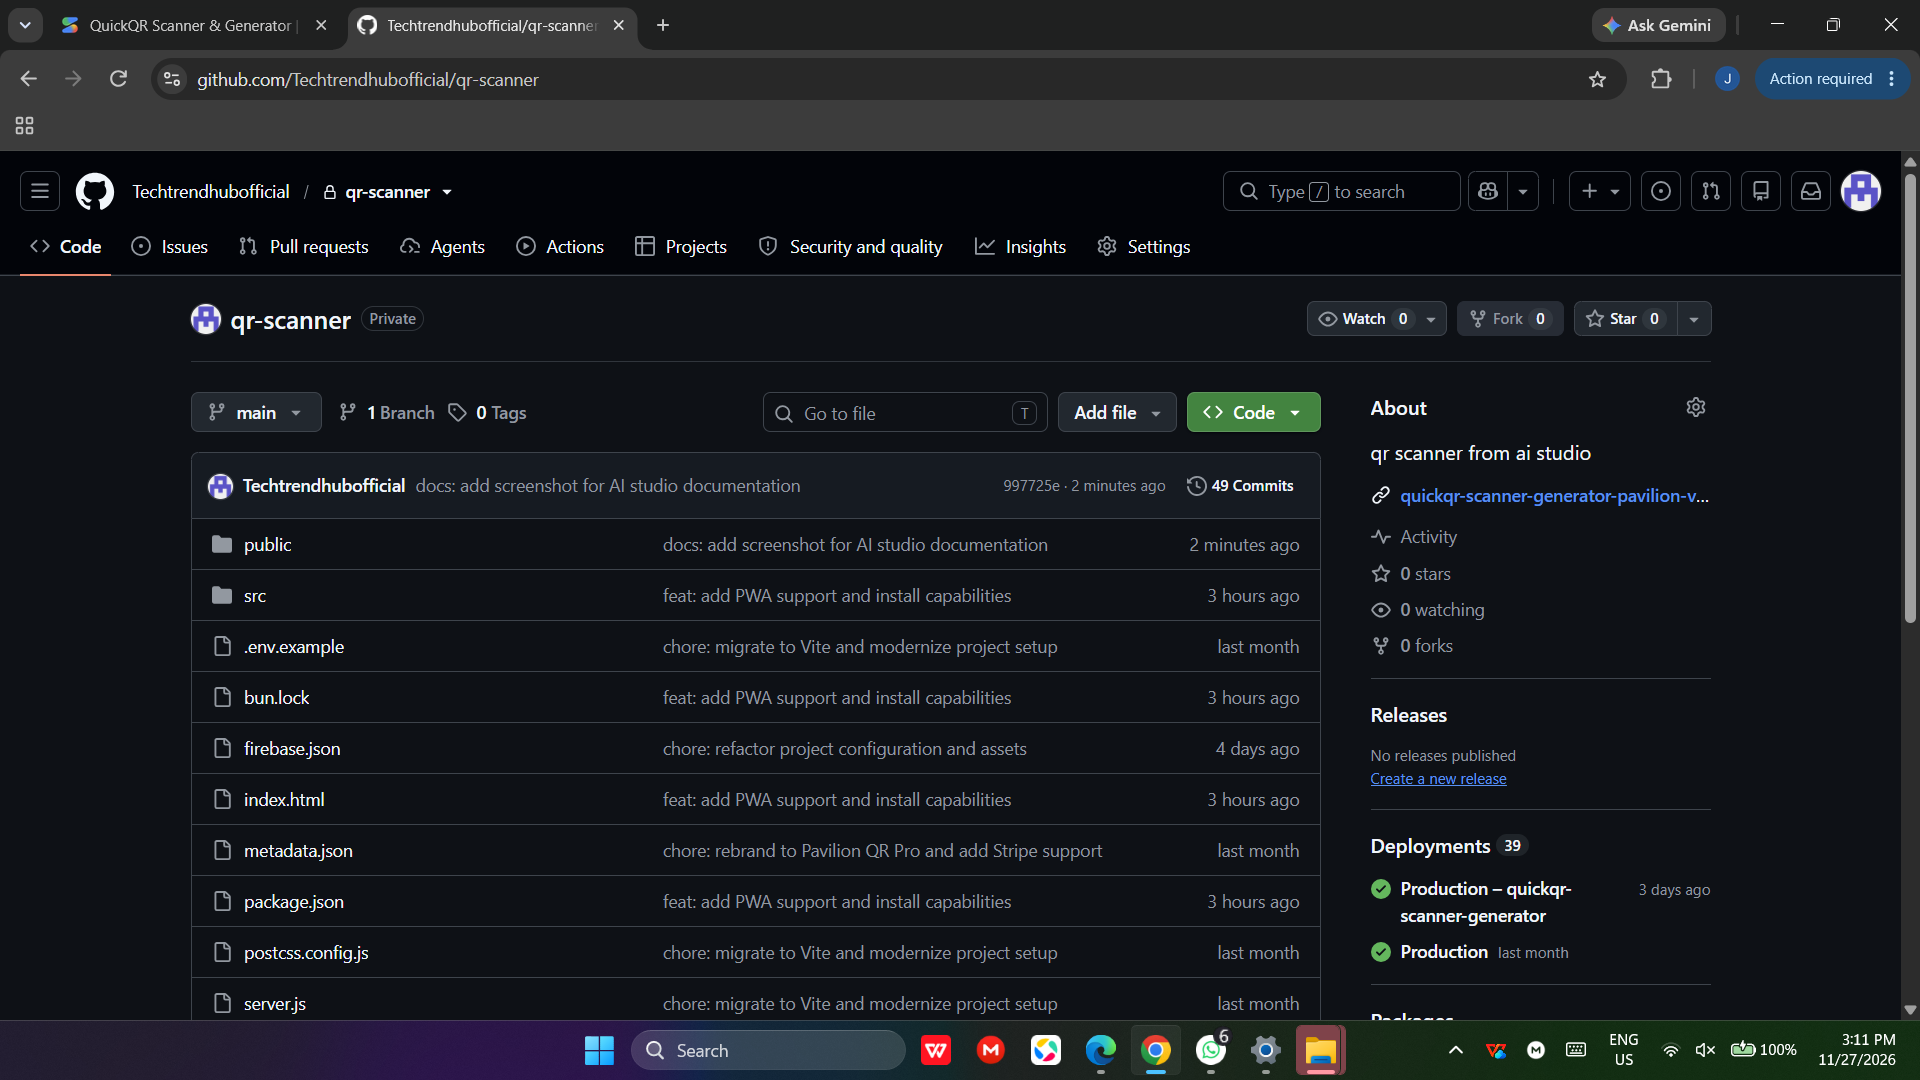 QuickQR Scanner & Generator |
Techtrendhubofficial/qr-scanne
Ask Gemini
github.com/Techtrendhubofficial/qr-scanner
J
Action required
Techtrendhubofficial / qr-scanner
Type / to search
Code
Issues
Pull requests
Agents
Actions
Projects
Security and quality
Insights
Settings
qr-scanner
Private
Watch 0
Fork 0
Star 0
main
1 Branch
0 Tags
Go to file
T
Add file
Code
Techtrendhubofficial docs: add screenshot for AI studio documentation
997725e · 2 minutes ago
49 Commits
public docs: add screenshot for AI studio documentation 2 minutes ago
src feat: add PWA support and install capabilities 3 hours ago
.env.example chore: migrate to Vite and modernize project setup last month
bun.lock feat: add PWA support and install capabilities 3 hours ago
firebase.json chore: refactor project configuration and assets 4 days ago
index.html feat: add PWA support and install capabilities 3 hours ago
metadata.json chore: rebrand to Pavilion QR Pro and add Stripe support last month
package.json feat: add PWA support and install capabilities 3 hours ago
postcss.config.js chore: migrate to Vite and modernize project setup last month
server.js chore: migrate to Vite and modernize project setup last month
About
qr scanner from ai studio
quickqr-scanner-generator-pavilion-v...
Activity
0 stars
0 watching
0 forks
Releases
No releases published
Create a new release
Deployments 39
Production – quickqr-
scanner-generator
3 days ago
Production last month
Packages
Search
6
ENG
US
100%
3:11 PM
11/27/2026